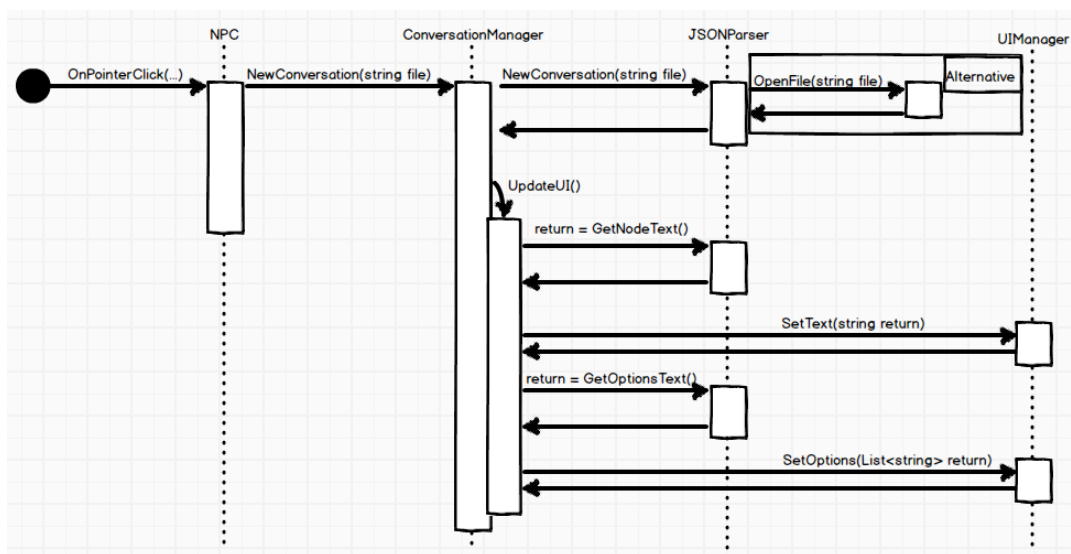 NPC
ConversationManager
JSONParser
UIManager
OnPointerClick(...)
NewConversation(string file)
NewConversation(string file)
OpenFile(string file)
Alternative
UpdateUI()
return = GetNodeText()
SetText(string return)
return = GetOptionsText()
SetOptions(List<string> return)